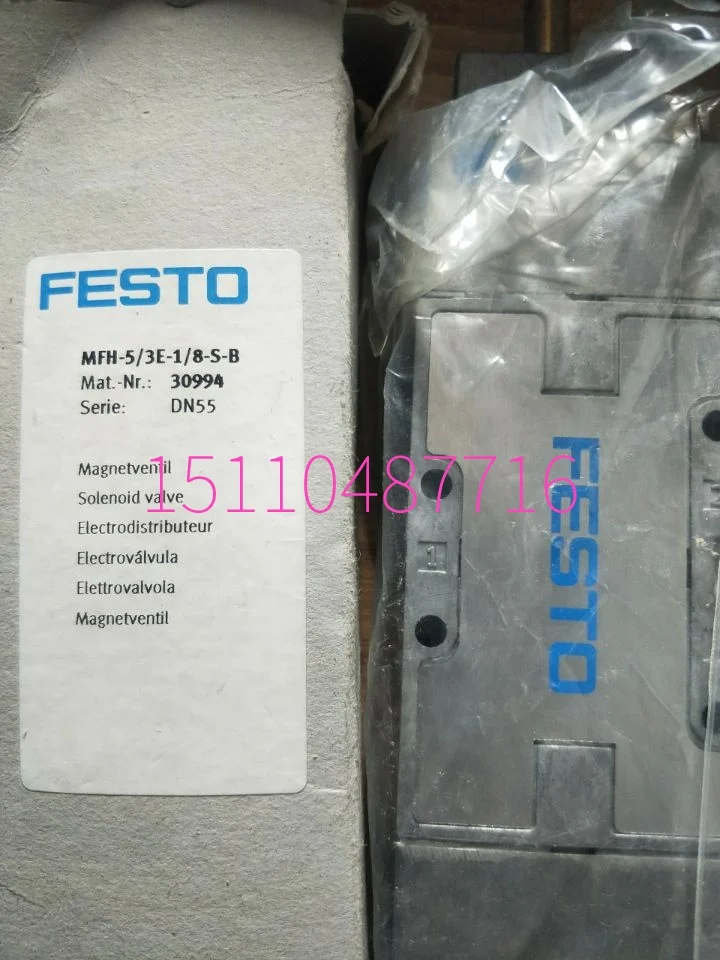 FESTO
MFH-5/3E-1/8-S-B
Mat.-Nr.: 30994
Serie: DN55
Magnetventil
Solenoid valve
Electrodistributeur
Electroválvula
Elettrovalvola
Magnetventil
15110487716
1
FESTO